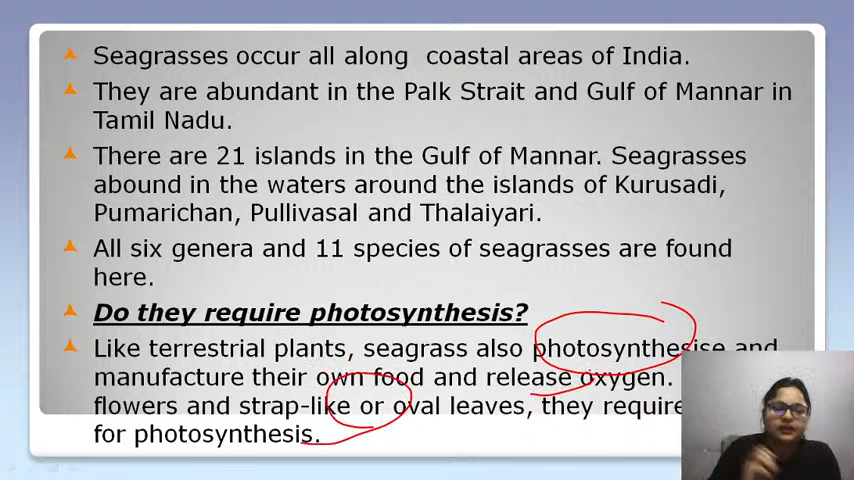 Seagrasses occur all along coastal areas of India.
They are abundant in the Palk Strait and Gulf of Mannar in
Tamil Nadu.
There are 21 islands in the Gulf of Mannar. Seagrasses
abound in the waters around the islands of Kurusadi,
Pumarichan, Pullivasal and Thalaiyari.
All six genera and 11 species of seagrasses are found
here.
Do they require photosynthesis?
Like terrestrial plants, seagrass also photosynthesise and
manufacture their own food and release oxygen.
flowers and strap-like or oval leaves, they require
for photosynthesis.